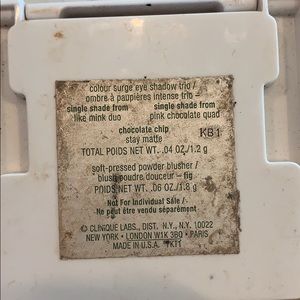 colour surge eye shadow trio /
ombre à paupières intense trio –
single shade from single shade from
like mink duo pink chocolate quad
chocolate chip KB1
stay matte
TOTAL POIDS NET WT. .04 OZ/1.2 g
soft-pressed powder blusher /
blush poudre douceur – fig
POIDS NET WT. .06 OZ/1.8 g
Not For Individual Sale /
Ne peut être vendu séparément
© CLINIQUE LABS., DIST. N.Y., N.Y. 10022
NEW YORK • LONDON W1K 3BQ • PARIS
MADE IN U.S.A.